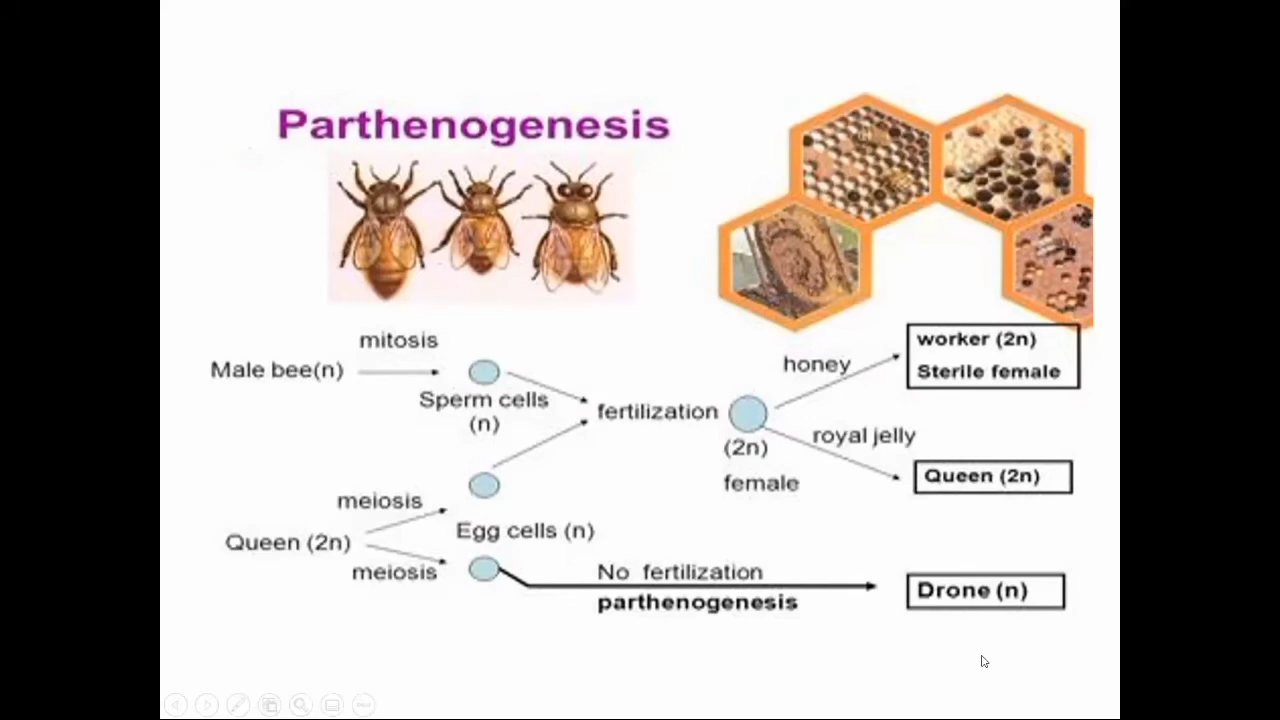 Parthenogenesis
mitosis
Male bee(n)
Sperm cells
(n)
fertilization
(2n)
female
honey
worker (2n)
Sterile female
royal jelly
Queen (2n)
meiosis
Queen (2n)
Egg cells (n)
meiosis
No fertilization
parthenogenesis
Drone (n)